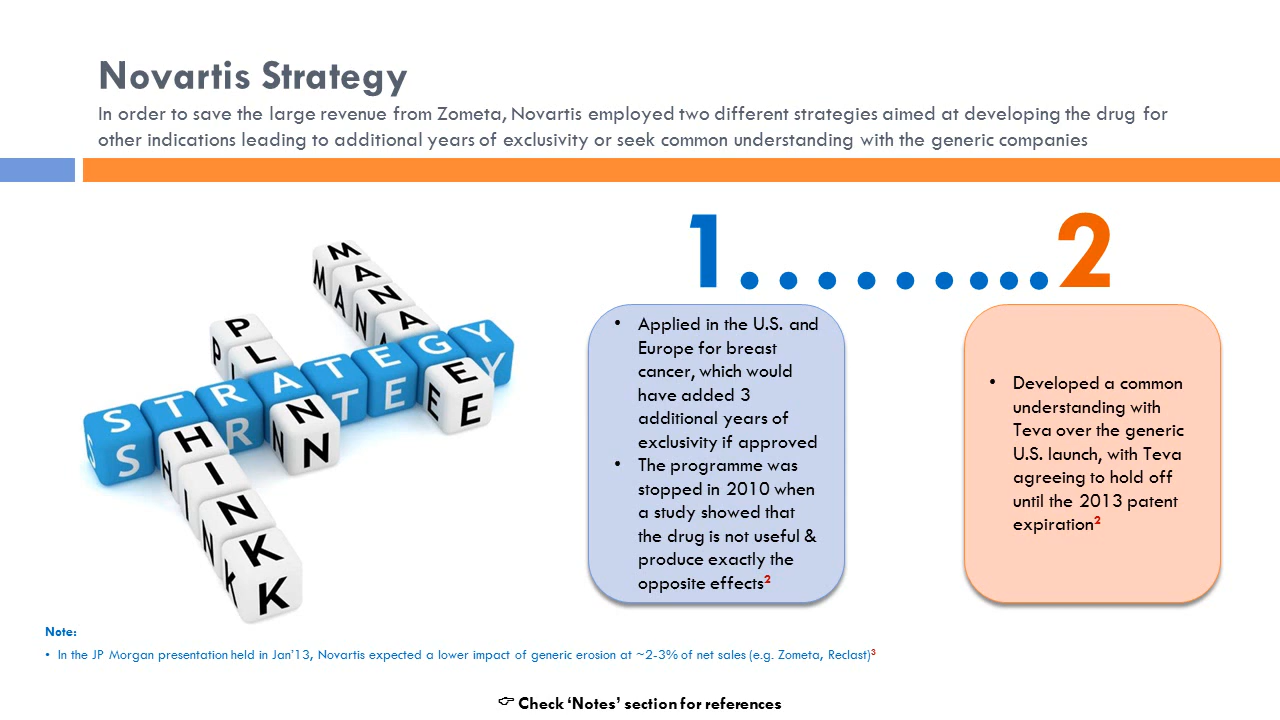 Novartis Strategy
In order to save the large revenue from Zometa, Novartis employed two different strategies aimed at developing the drug for
other indications leading to additional years of exclusivity or seek common understanding with the generic companies
MANA
PLAN
STRATEGY
THINK
1.........2
• Applied in the U.S. and
Europe for breast
cancer, which would
have added 3
additional years of
exclusivity if approved
• The programme was
stopped in 2010 when
a study showed that
the drug is not useful &
produce exactly the
opposite effects²
• Developed a common
understanding with
Teva over the generic
U.S. launch, with Teva
agreeing to hold off
until the 2013 patent
expiration²
Note:
• In the JP Morgan presentation held in Jan'13, Novartis expected a lower impact of generic erosion at ~2-3% of net sales (e.g. Zometa, Reclast)³
☞ Check ‘Notes’ section for references